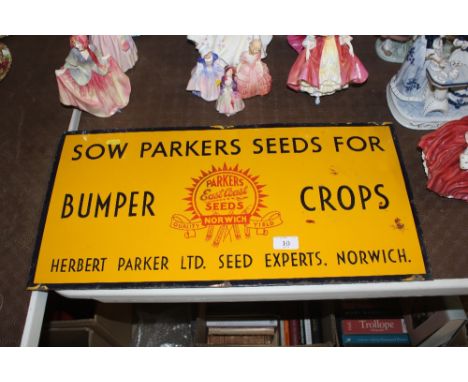 SOW PARKERS SEEDS FOR
BUMPER CROPS
PARKERS
East Coast
SEEDS
NORWICH
QUALITY YIELD
10
HERBERT PARKER LTD. SEED EXPERTS. NORWICH.
Trollope